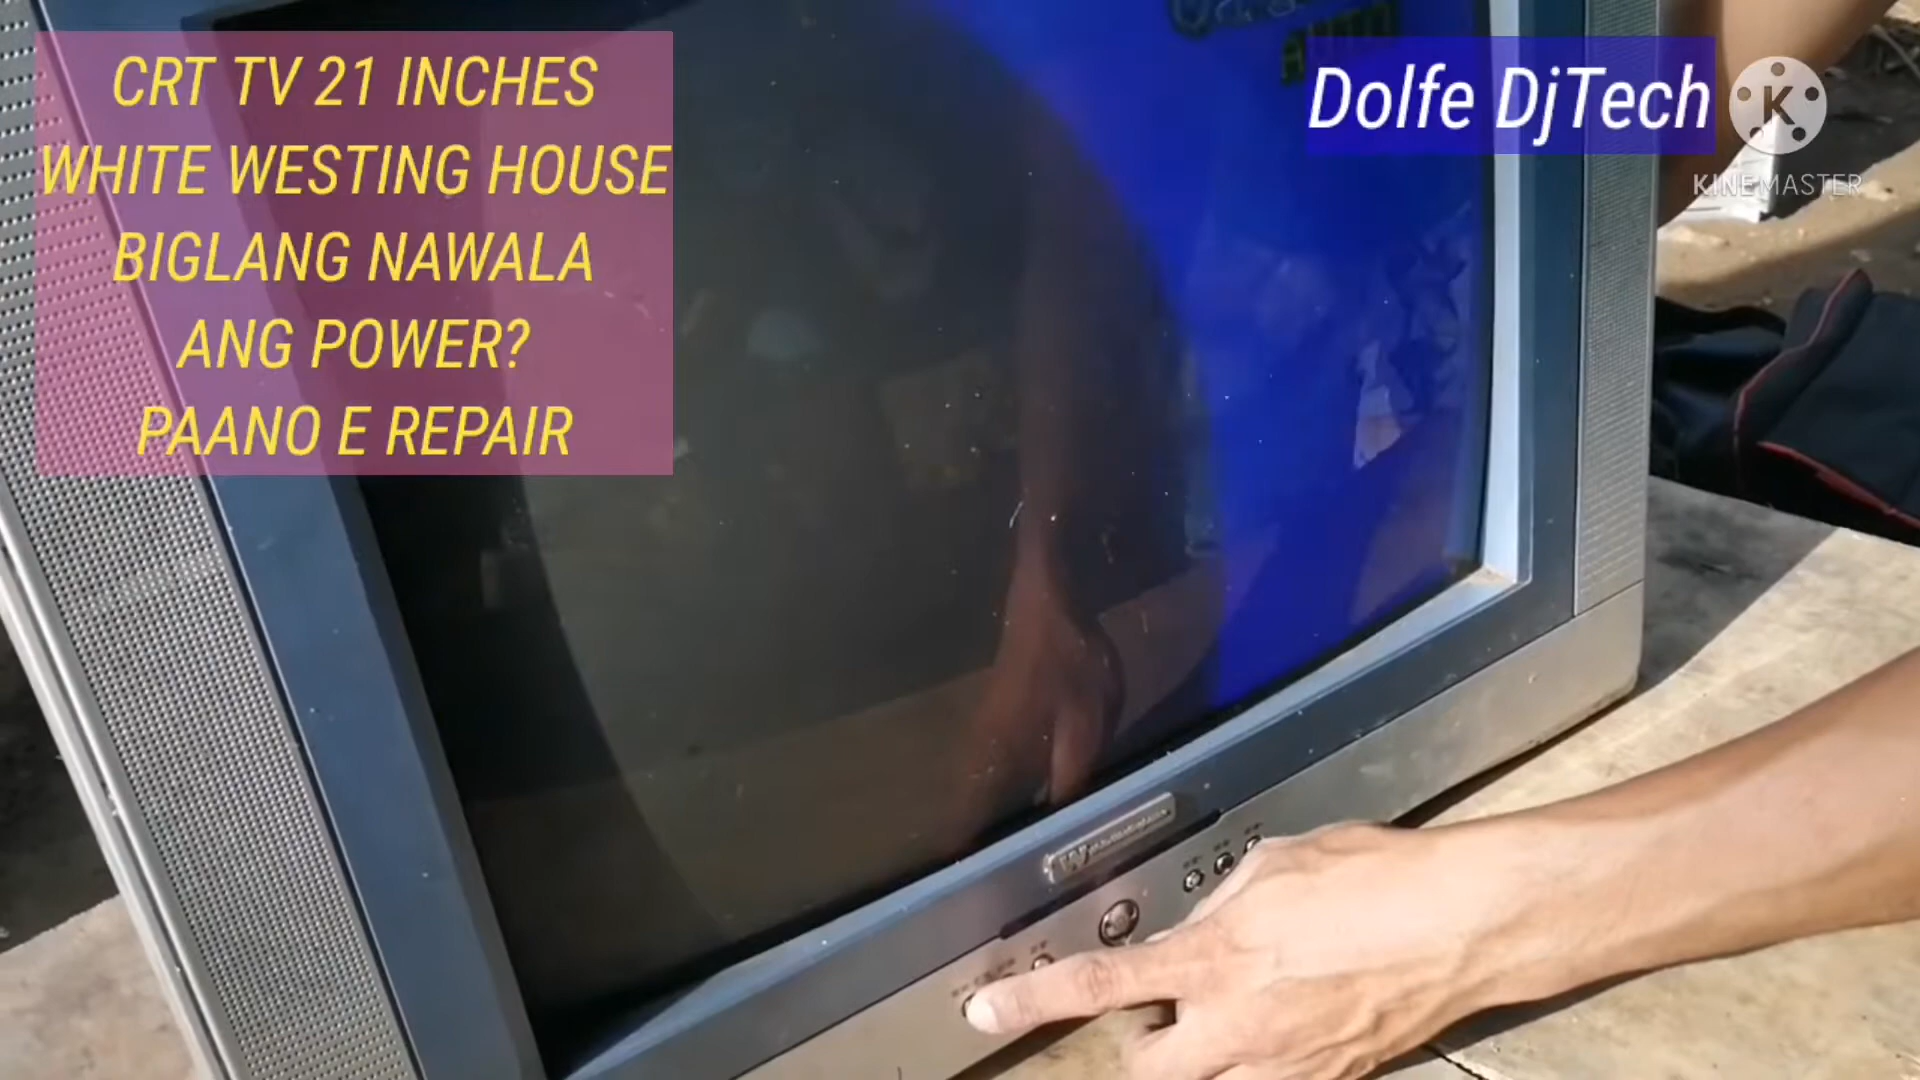 CRT TV 21 INCHES
WHITE WESTING HOUSE
BIGLANG NAWALA
ANG POWER?
PAANO E REPAIR
Dolfe DjTech
K
KINEMASTER